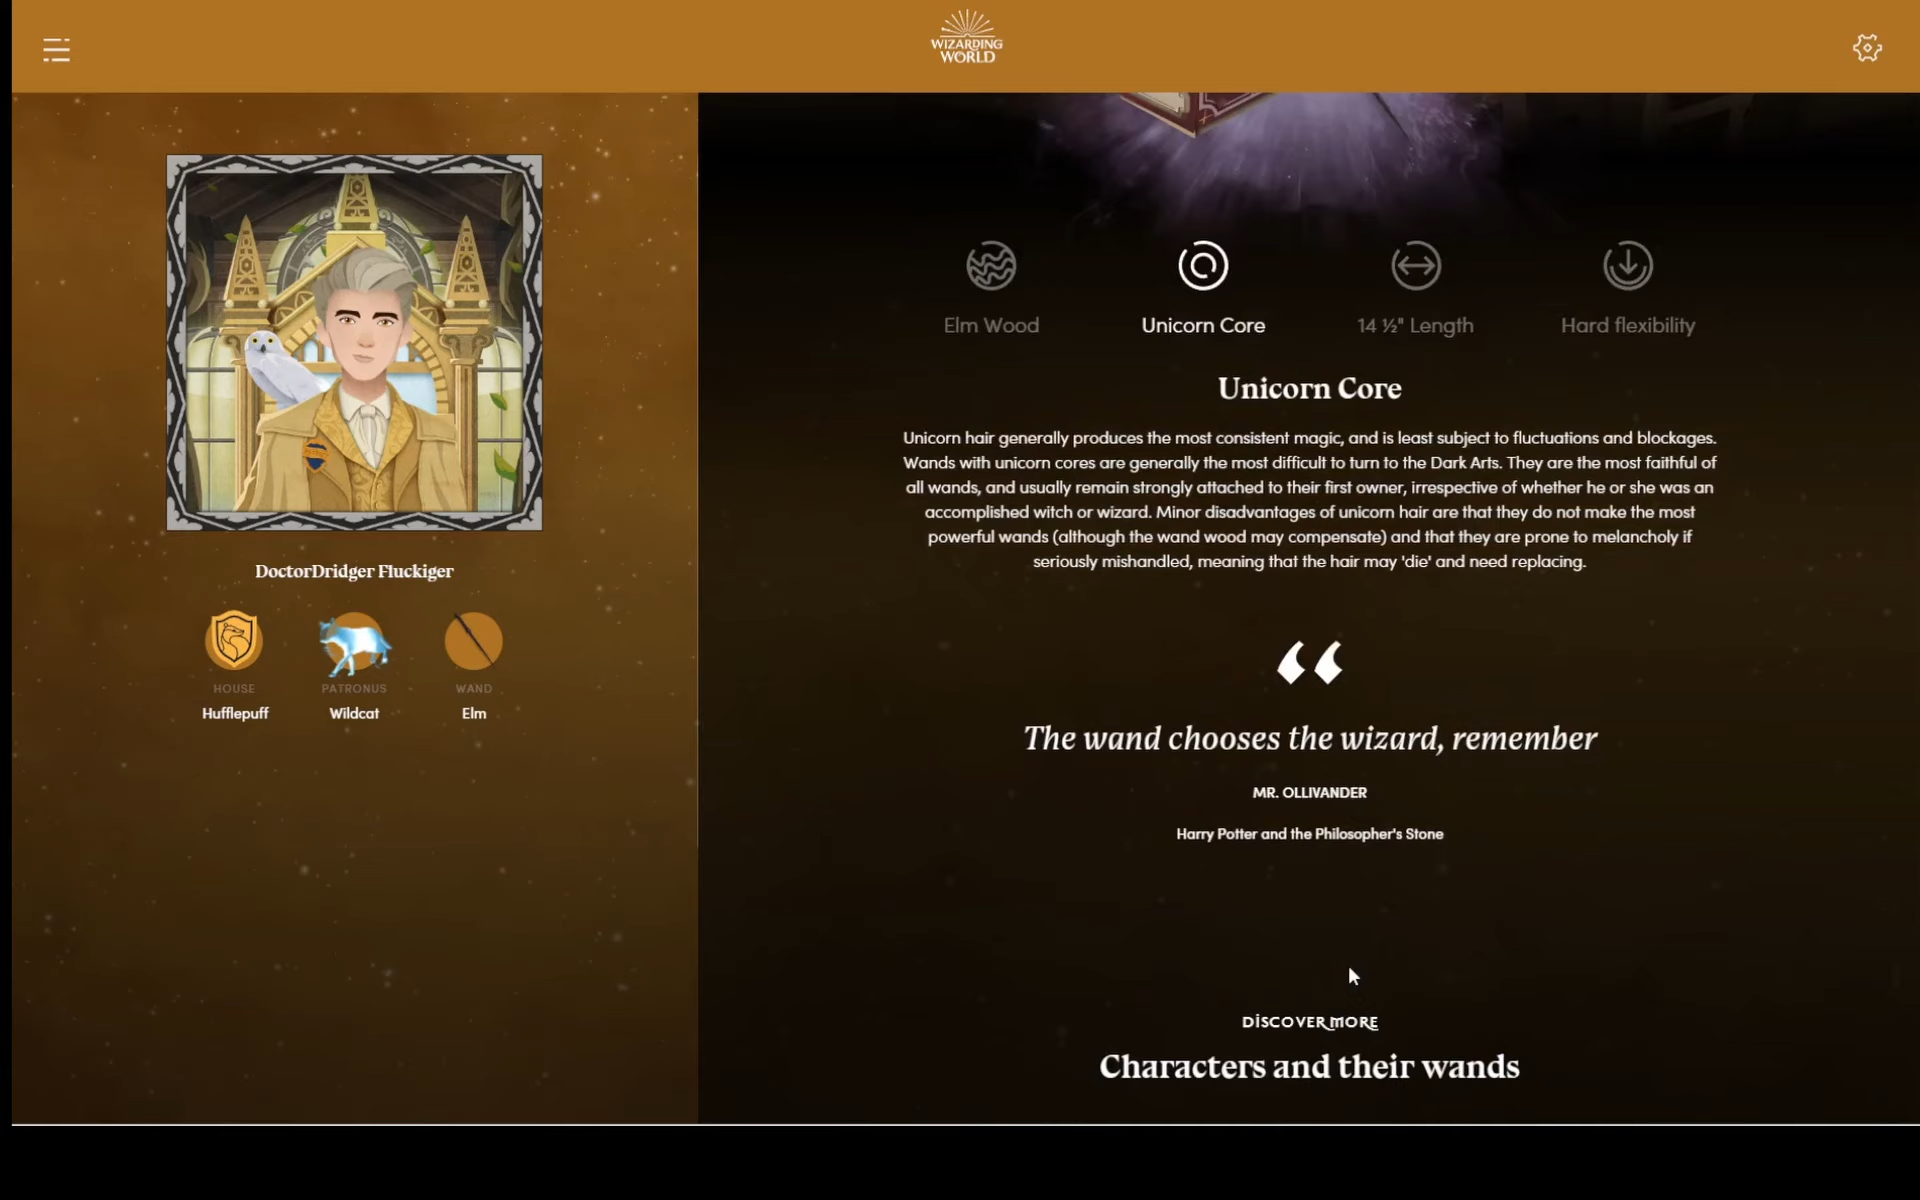 WIZARDING
WORLD
DoctorDridger Fluckiger
HOUSE
Hufflepuff
PATRONUS
Wildcat
WAND
Elm
Elm Wood
Unicorn Core
14 ½" Length
Hard flexibility
Unicorn Core
Unicorn hair generally produces the most consistent magic, and is least subject to fluctuations and blockages.
Wands with unicorn cores are generally the most difficult to turn to the Dark Arts. They are the most faithful of
all wands, and usually remain strongly attached to their first owner, irrespective of whether he or she was an
accomplished witch or wizard. Minor disadvantages of unicorn hair are that they do not make the most
powerful wands (although the wand wood may compensate) and that they are prone to melancholy if
seriously mishandled, meaning that the hair may 'die' and need replacing.
“
The wand chooses the wizard, remember
MR. OLLIVANDER
Harry Potter and the Philosopher's Stone
DISCOVER MORE
Characters and their wands